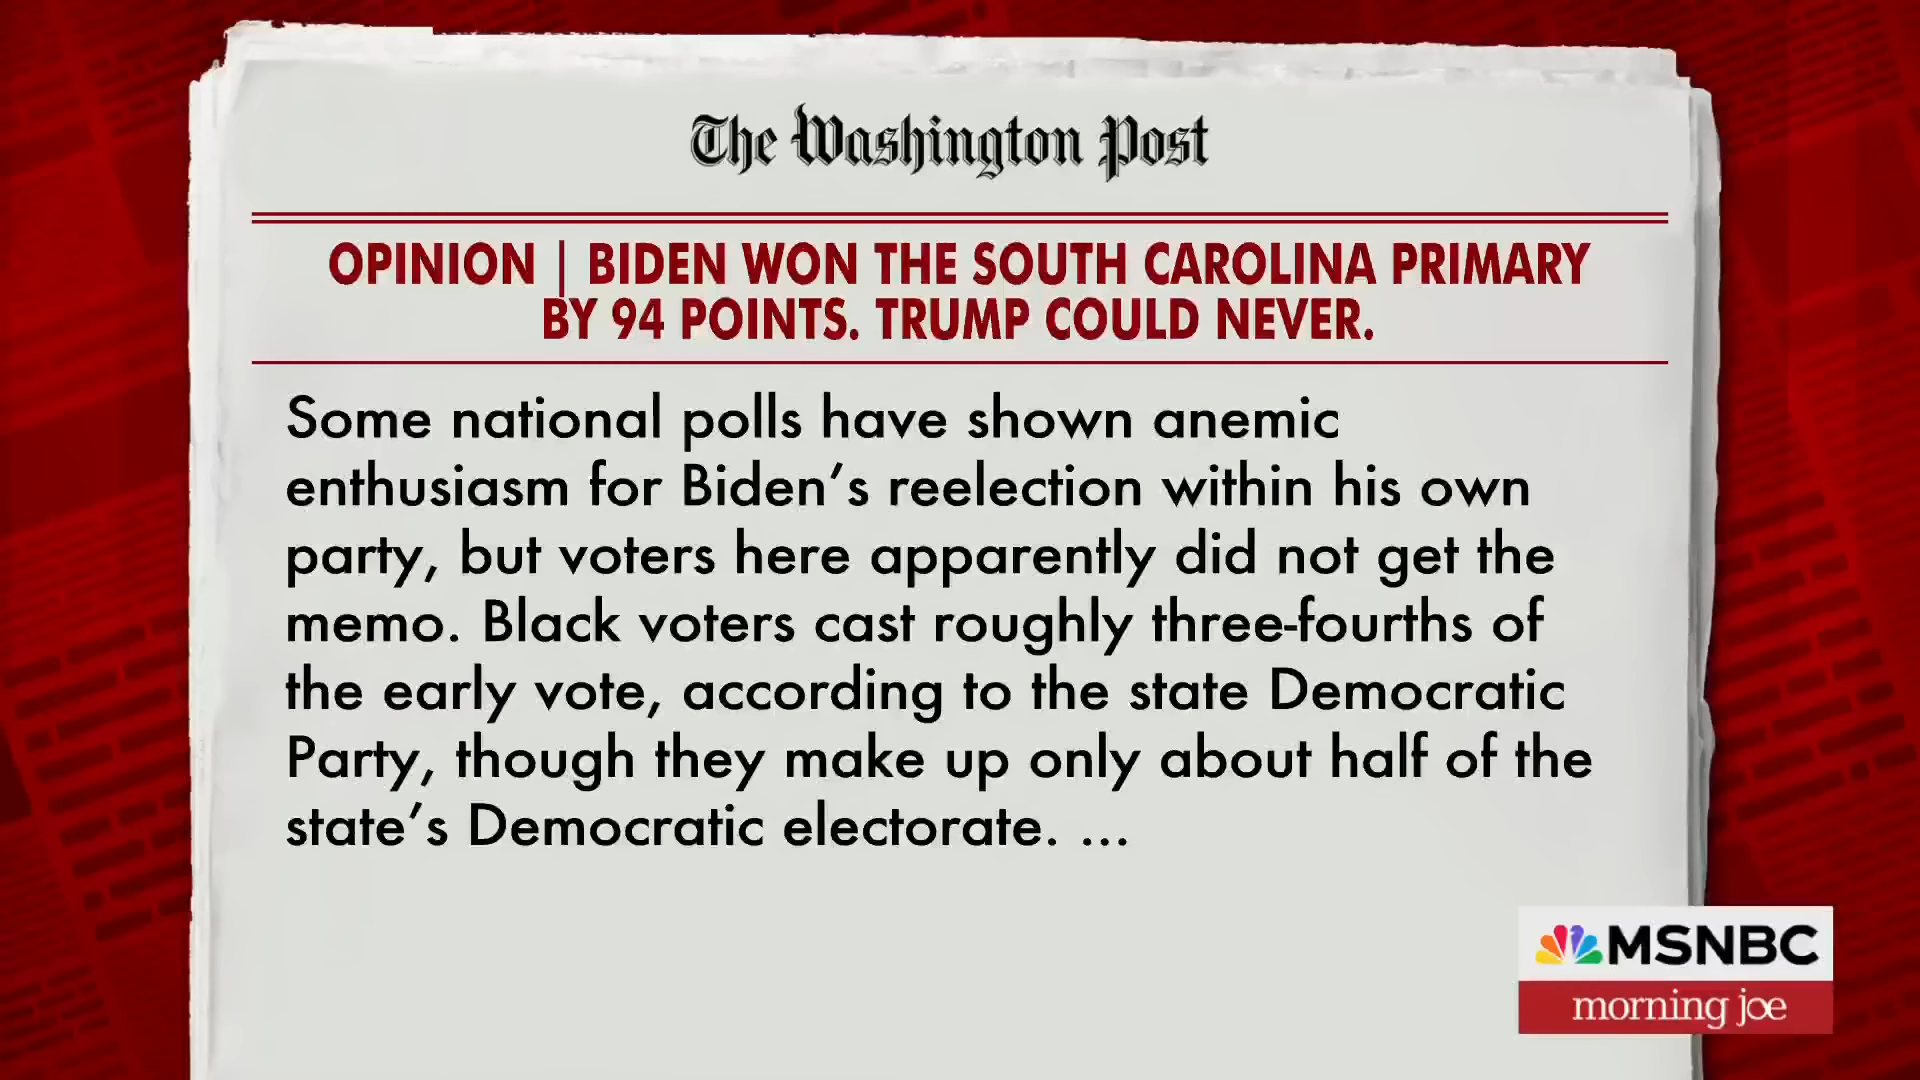 The Washington Post
OPINION | BIDEN WON THE SOUTH CAROLINA PRIMARY
BY 94 POINTS. TRUMP COULD NEVER.
Some national polls have shown anemic
enthusiasm for Biden’s reelection within his own
party, but voters here apparently did not get the
memo. Black voters cast roughly three-fourths of
the early vote, according to the state Democratic
Party, though they make up only about half of the
state’s Democratic electorate. ...
MSNBC
morning joe